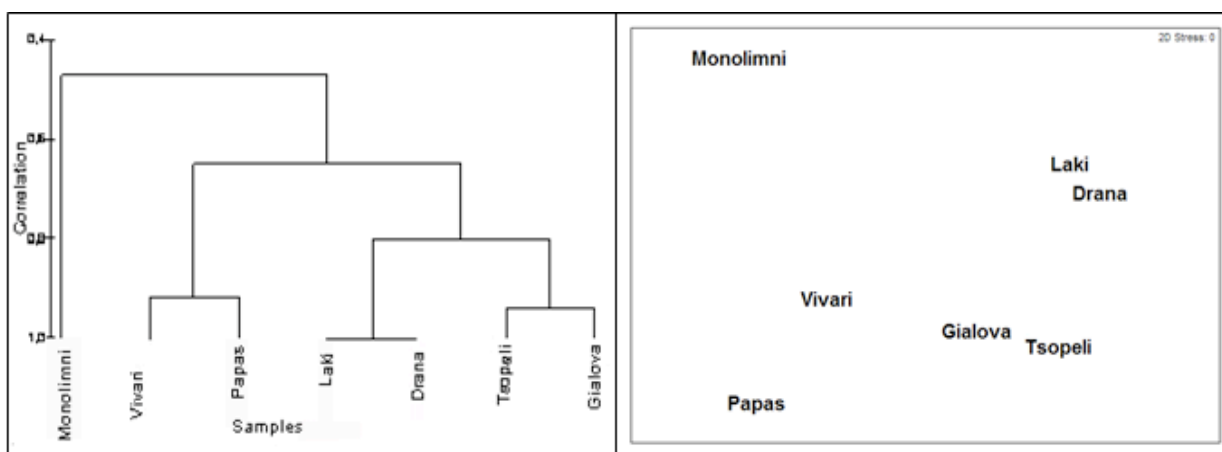 0,4
0,6
Correlation
0,8
1,0
Monolimni
Vivari
Papas
Laki
Drana
Tsopeli
Gialova
Samples
2D Stress: 0
Monolimni
Laki
Drana
Vivari
Gialova
Tsopeli
Papas